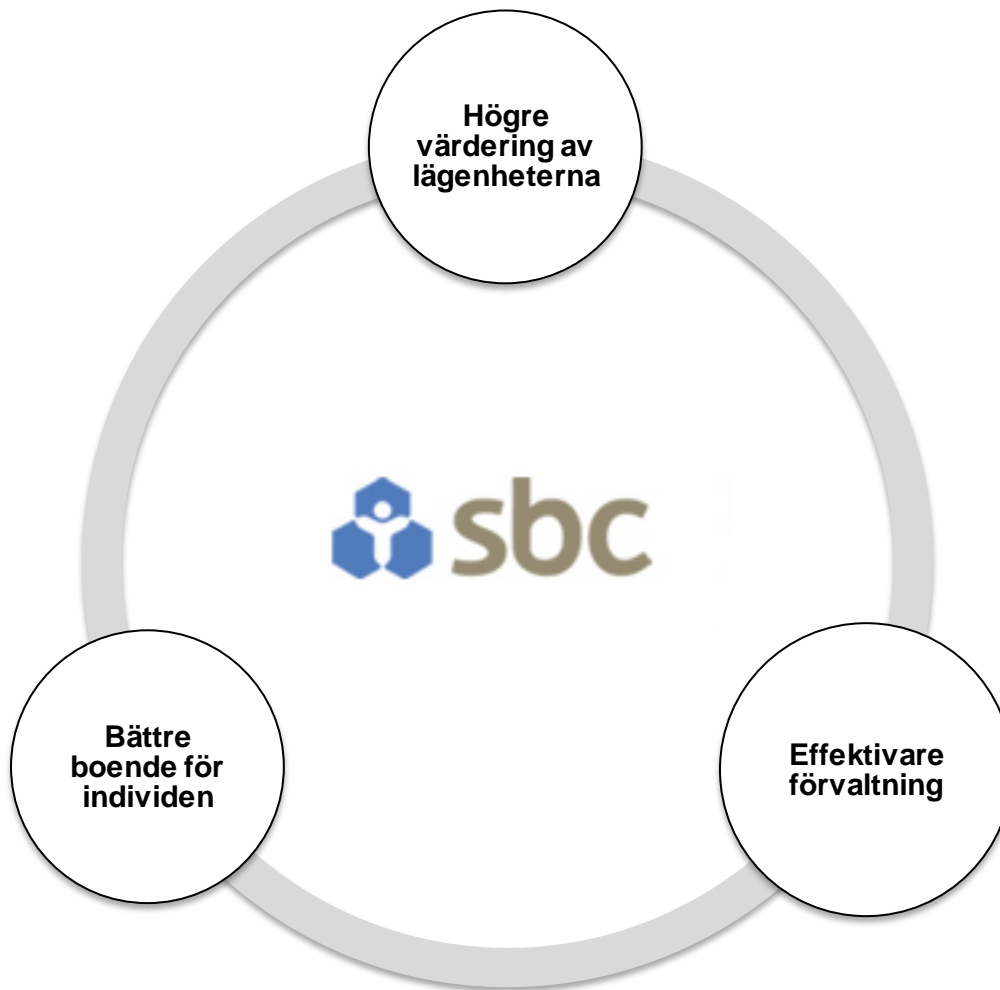 Högre
värdering av
lägenheterna
sbc
Bättre
boende för
individen
Effektivare
förvaltning